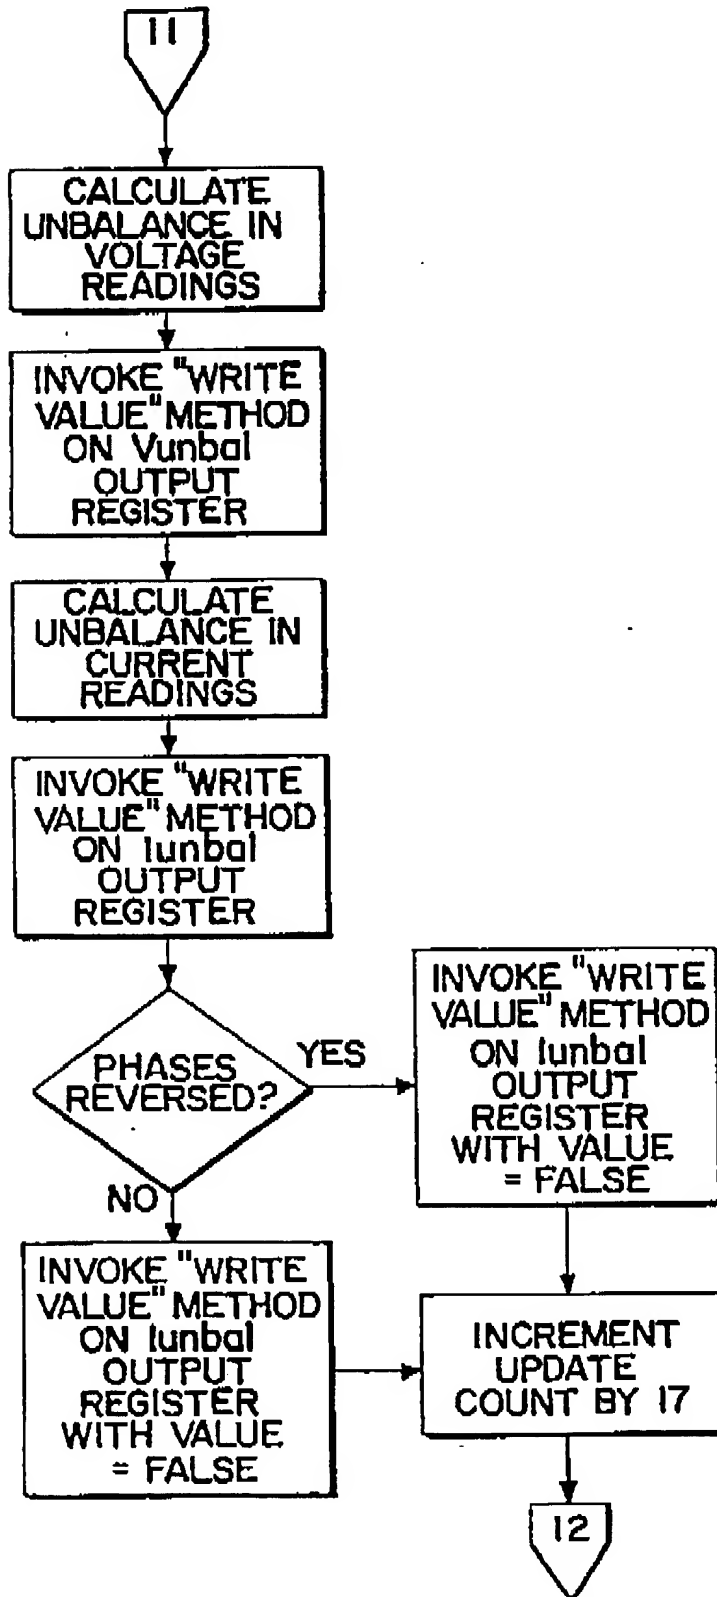 11
CALCULATE
UNBALANCE IN
VOLTAGE
READINGS
INVOKE "WRITE
VALUE" METHOD
ON Vunbal
OUTPUT
REGISTER
CALCULATE
UNBALANCE IN
CURRENT
READINGS
INVOKE "WRITE
VALUE" METHOD
ON Iunbal
OUTPUT
REGISTER
PHASES
REVERSED?
YES
INVOKE "WRITE
VALUE" METHOD
ON Iunbal
OUTPUT
REGISTER
WITH VALUE
= FALSE
NO
INVOKE "WRITE
VALUE" METHOD
ON Iunbal
OUTPUT
REGISTER
WITH VALUE
= FALSE
INCREMENT
UPDATE
COUNT BY 17
12